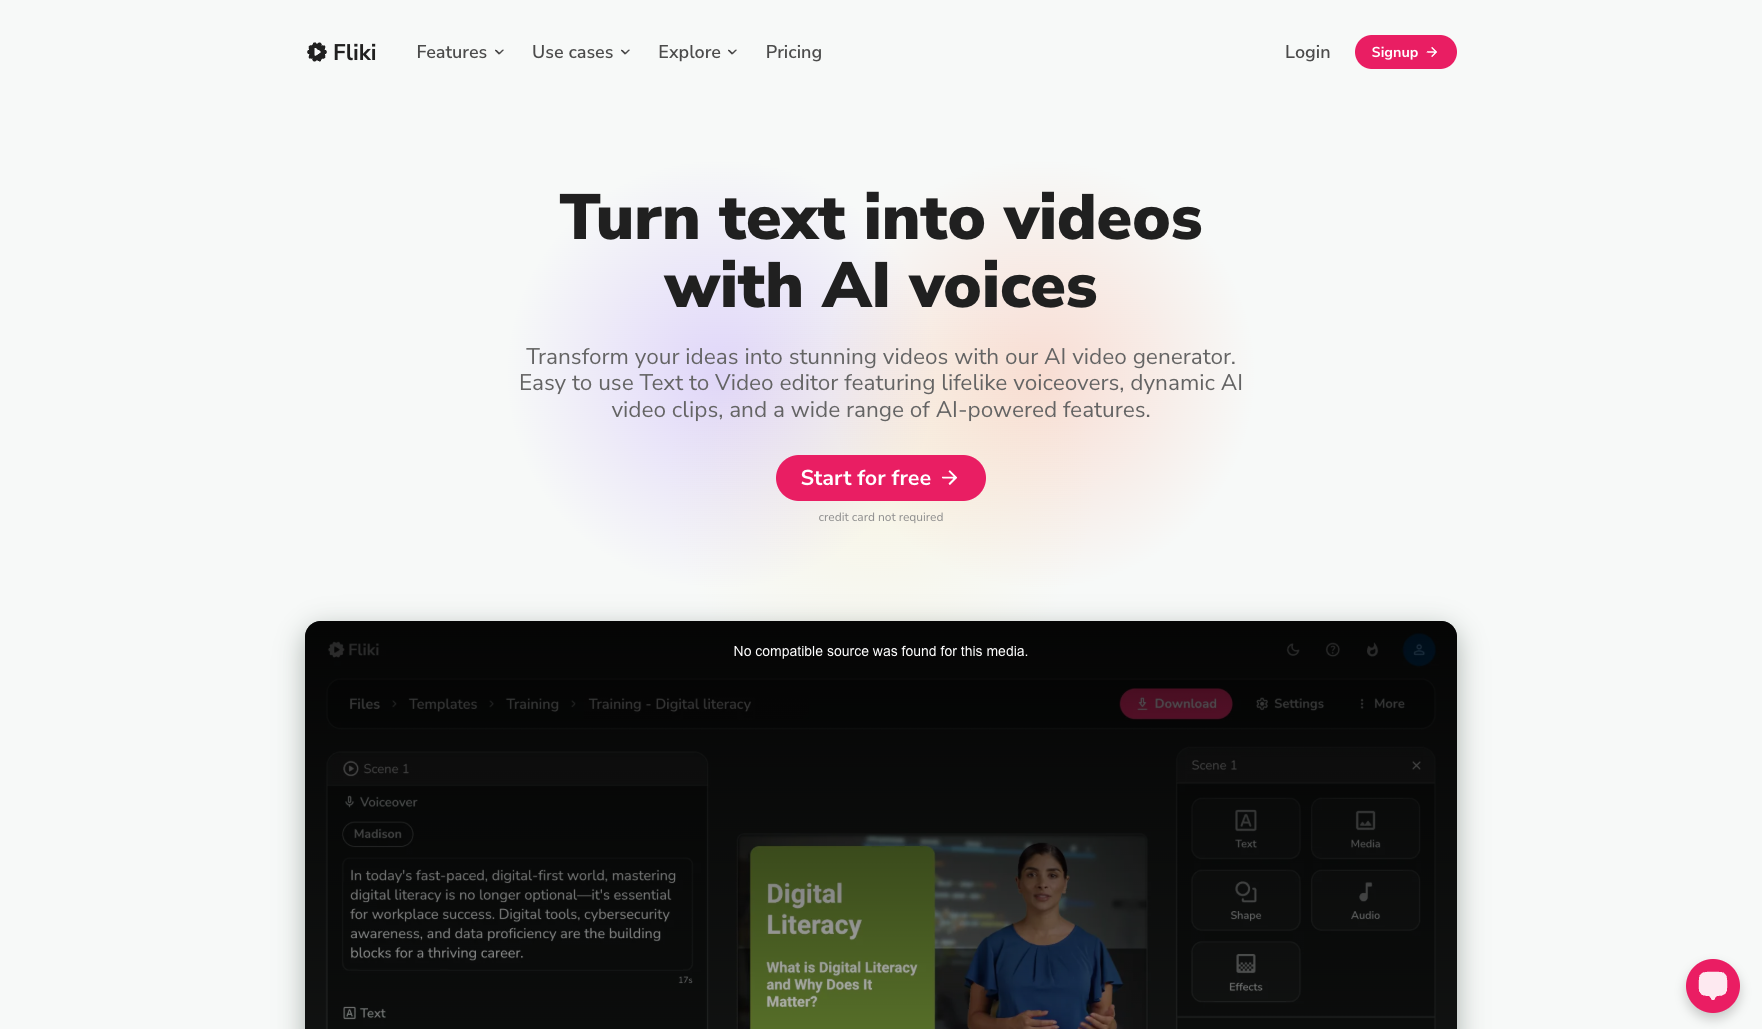 Fliki
Features
Use cases
Explore
Pricing
Login
Signup
Turn text into videos
with AI voices
Transform your ideas into stunning videos with our AI video generator.
Easy to use Text to Video editor featuring lifelike voiceovers, dynamic AI
video clips, and a wide range of AI-powered features.
Start for free
credit card not required
Fliki
No compatible source was found for this media.
Files > Templates > Training > Training - Digital literacy
Download
Settings
More
Scene 1
Voiceover
Madison
In today's fast-paced, digital-first world, mastering
digital literacy is no longer optional—it's essential
for workplace success. Digital tools, cybersecurity
awareness, and data proficiency are the building
blocks for a thriving career.
17s
Text
Digital
Literacy
What is Digital Literacy
and Why Does It
Matter?
Scene 1
Text
Media
Shape
Audio
Effects